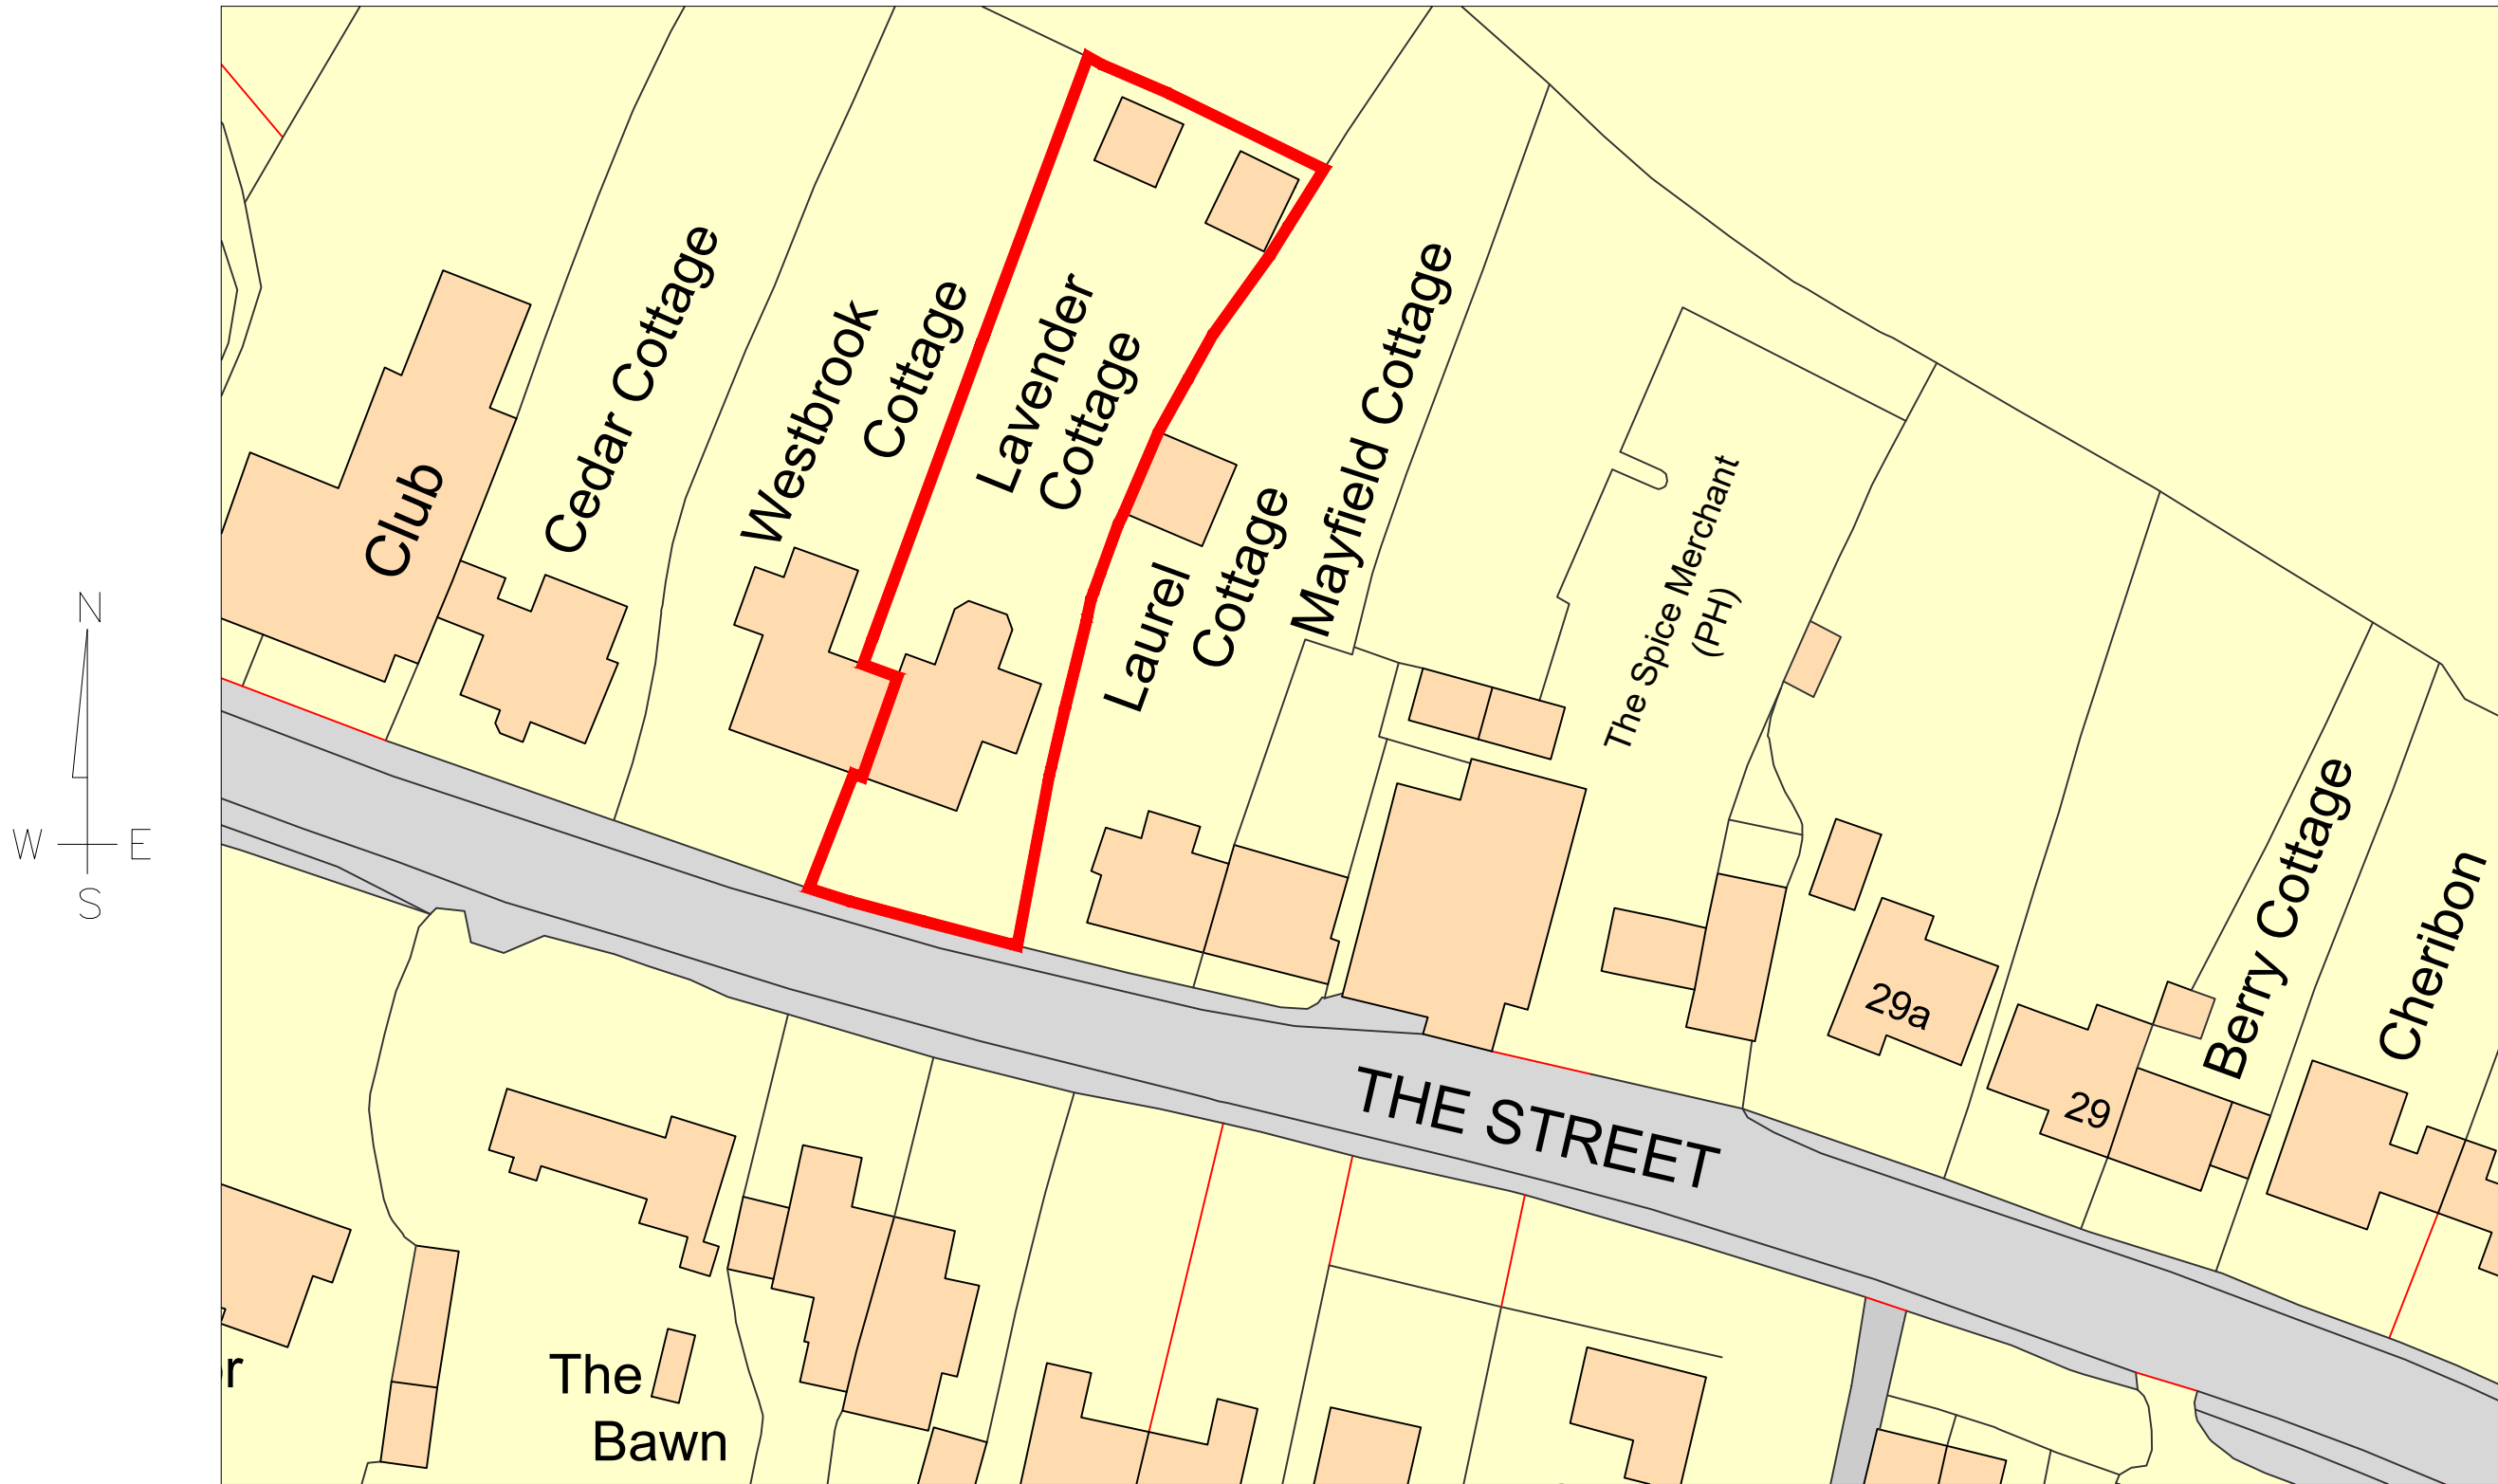 N
W E
S
Club
Cedar Cottage
Westbrook
Cottage
Lavender
Cottage
Laurel
Cottage
Mayfield Cottage
The Spice Merchant
(PH)
29a
29
Berry Cottage
Cheribon
THE STREET
The
Bawn
r